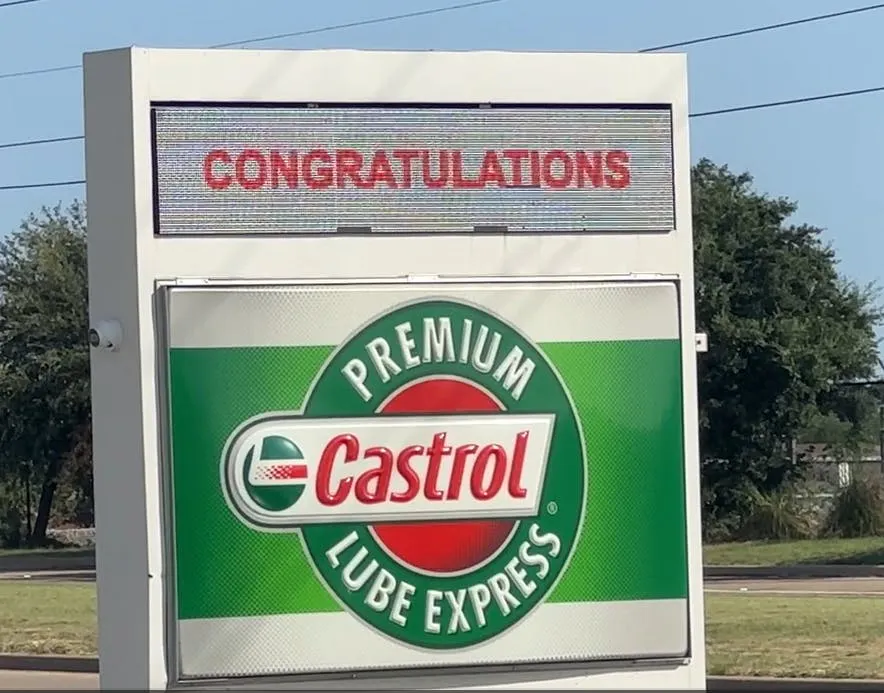 CONGRATULATIONS
PREMIUM
Castrol
®
LUBE EXPRESS